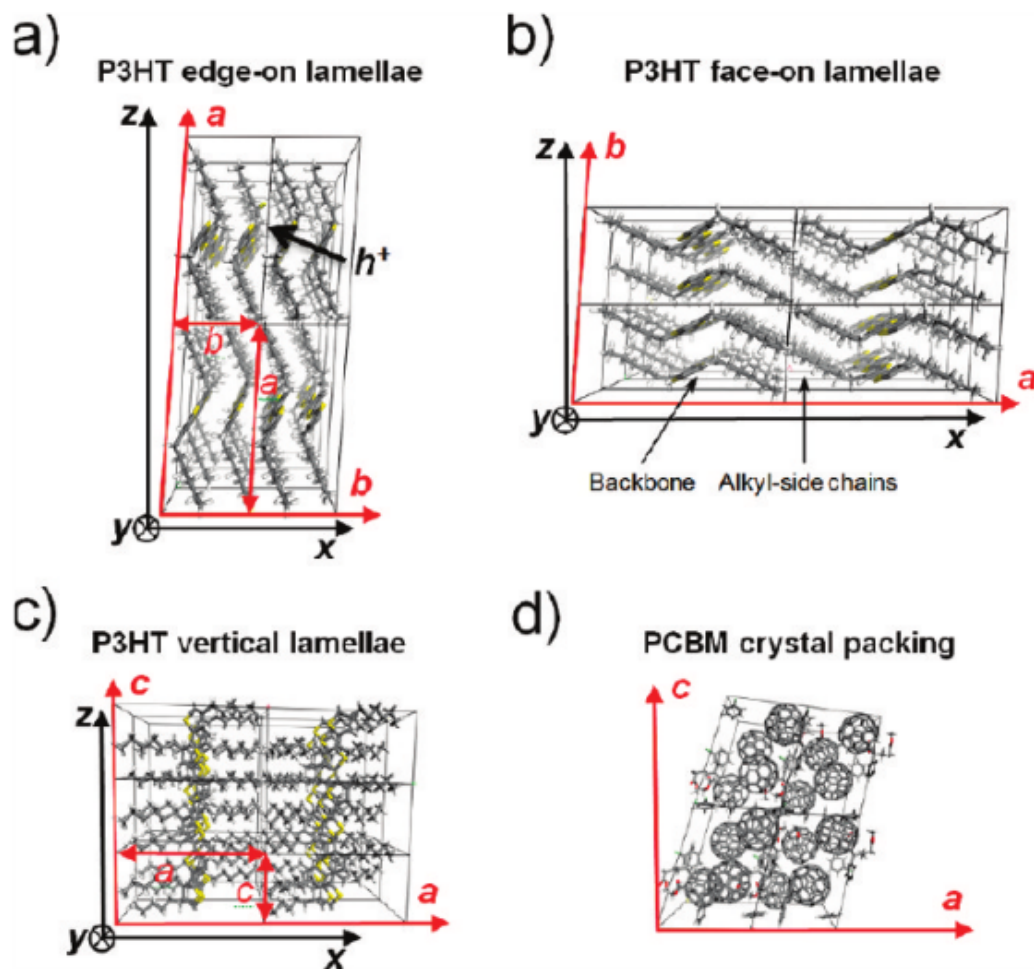 a)
P3HT edge-on lamellae
z a
h+
b
a
b
y x
b)
P3HT face-on lamellae
z b
a
y x
Backbone Alkyl-side chains
c)
P3HT vertical lamellae
c
z
a c
a
y x
d)
PCBM crystal packing
c
a